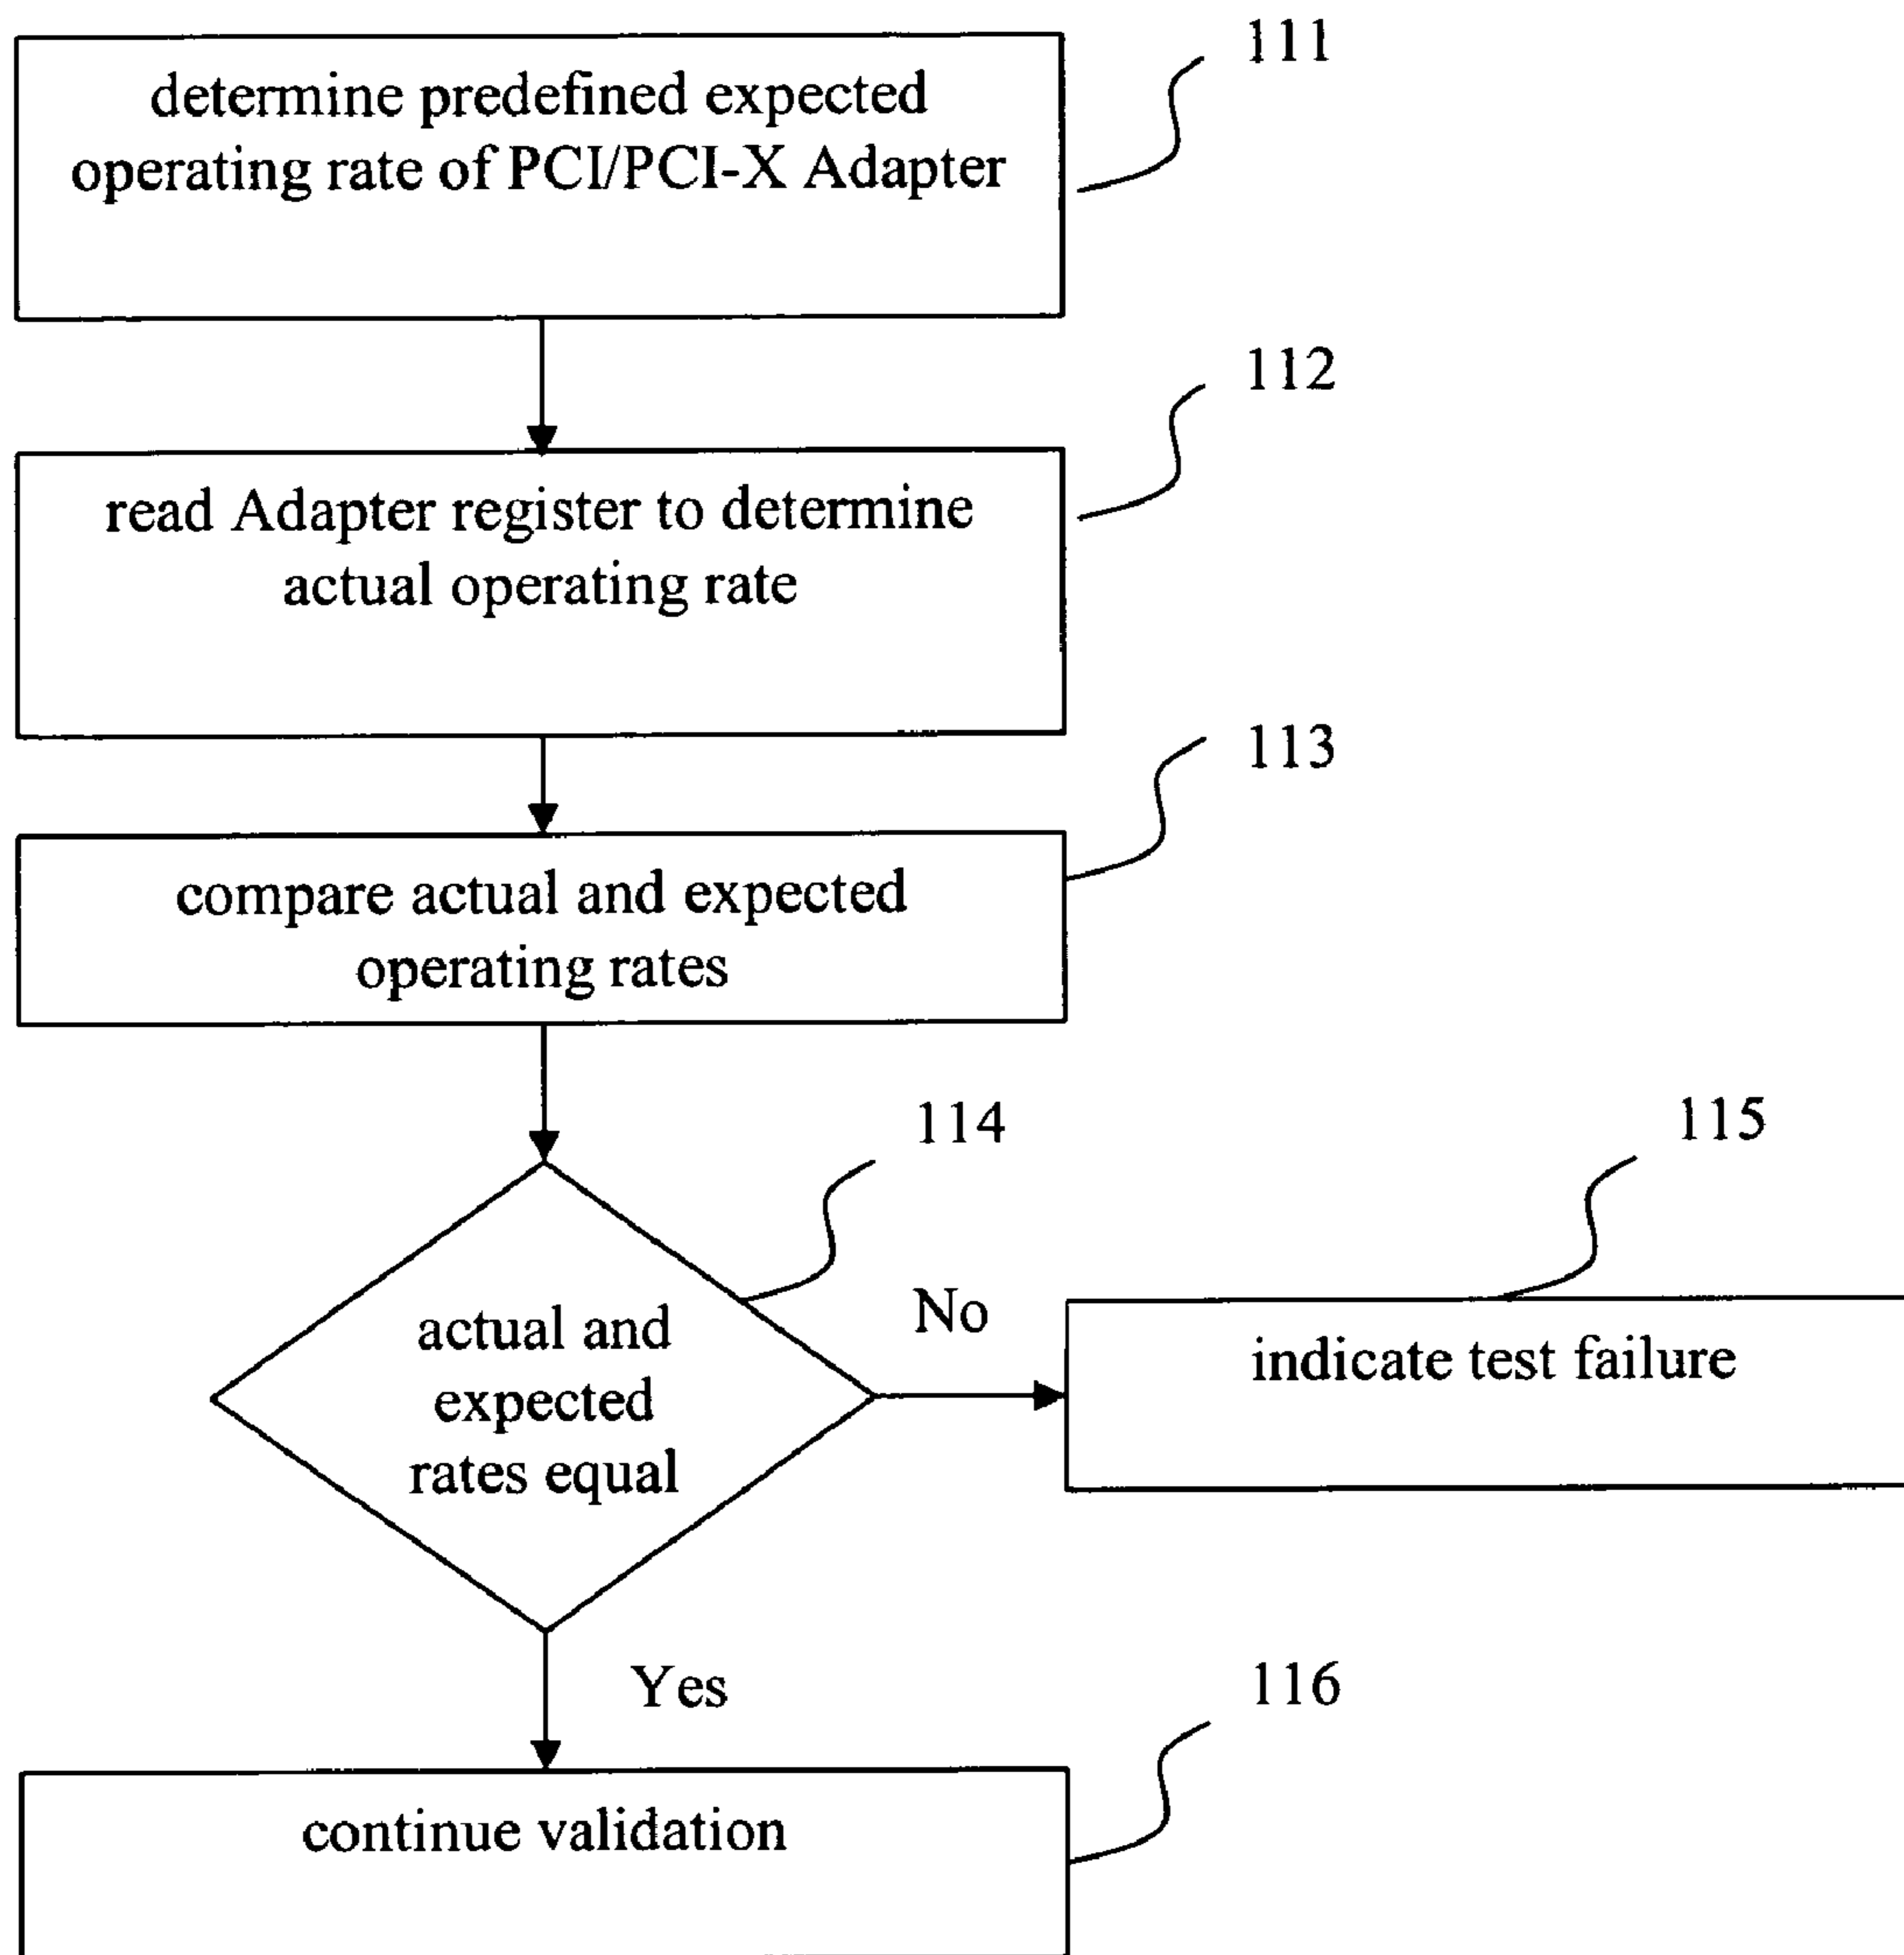 111
determine predefined expected
operating rate of PCI/PCI-X Adapter
112
read Adapter register to determine
actual operating rate
113
compare actual and expected
operating rates
114
115
No
actual and
expected
rates equal
indicate test failure
Yes
116
continue validation